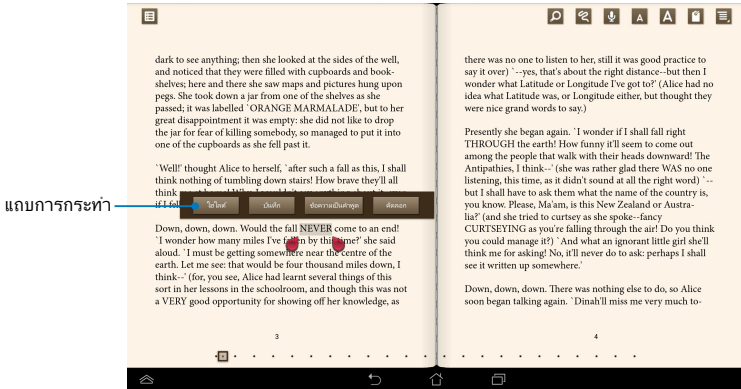 แถบการกระทำ
dark to see anything; then she looked at the sides of the well,
and noticed that they were filled with cupboards and book-
shelves; here and there she saw maps and pictures hung upon
pegs. She took down a jar from one of the shelves as she
passed; it was labelled `ORANGE MARMALADE', but to her
great disappointment it was empty: she did not like to drop
the jar for fear of killing somebody, so managed to put it into
one of the cupboards as she fell past it.
`Well!' thought Alice to herself, `after such a fall as this, I shall
think nothing of tumbling down stairs! How brave they'll all
think
if I fell
ไฮไลต์ บันทึก ข้อความเป็นคำพูด คัดลอก
Down, down, down. Would the fall NEVER come to an end!
`I wonder how many miles I've fallen by this time?' she said
aloud. `I must be getting somewhere near the centre of the
earth. Let me see: that would be four thousand miles down, I
think--' (for, you see, Alice had learnt several things of this
sort in her lessons in the schoolroom, and though this was not
a VERY good opportunity for showing off her knowledge, as
3
there was no one to listen to her, still it was good practice to
say it over) `--yes, that's about the right distance--but then I
wonder what Latitude or Longitude I've got to?' (Alice had no
idea what Latitude was, or Longitude either, but thought they
were nice grand words to say.)
Presently she began again. `I wonder if I shall fall right
THROUGH the earth! How funny it'll seem to come out
among the people that walk with their heads downward! The
Antipathies, I think--' (she was rather glad there WAS no one
listening, this time, as it didn't sound at all the right word) `--
but I shall have to ask them what the name of the country is,
you know. Please, Ma'am, is this New Zealand or Austra-
lia?' (and she tried to curtsey as she spoke--fancy
CURTSEYING as you're falling through the air! Do you think
you could manage it?) `And what an ignorant little girl she'll
think me for asking! No, it'll never do to ask: perhaps I shall
see it written up somewhere.'
Down, down, down. There was nothing else to do, so Alice
soon began talking again. `Dinah'll miss me very much to-
4
A A